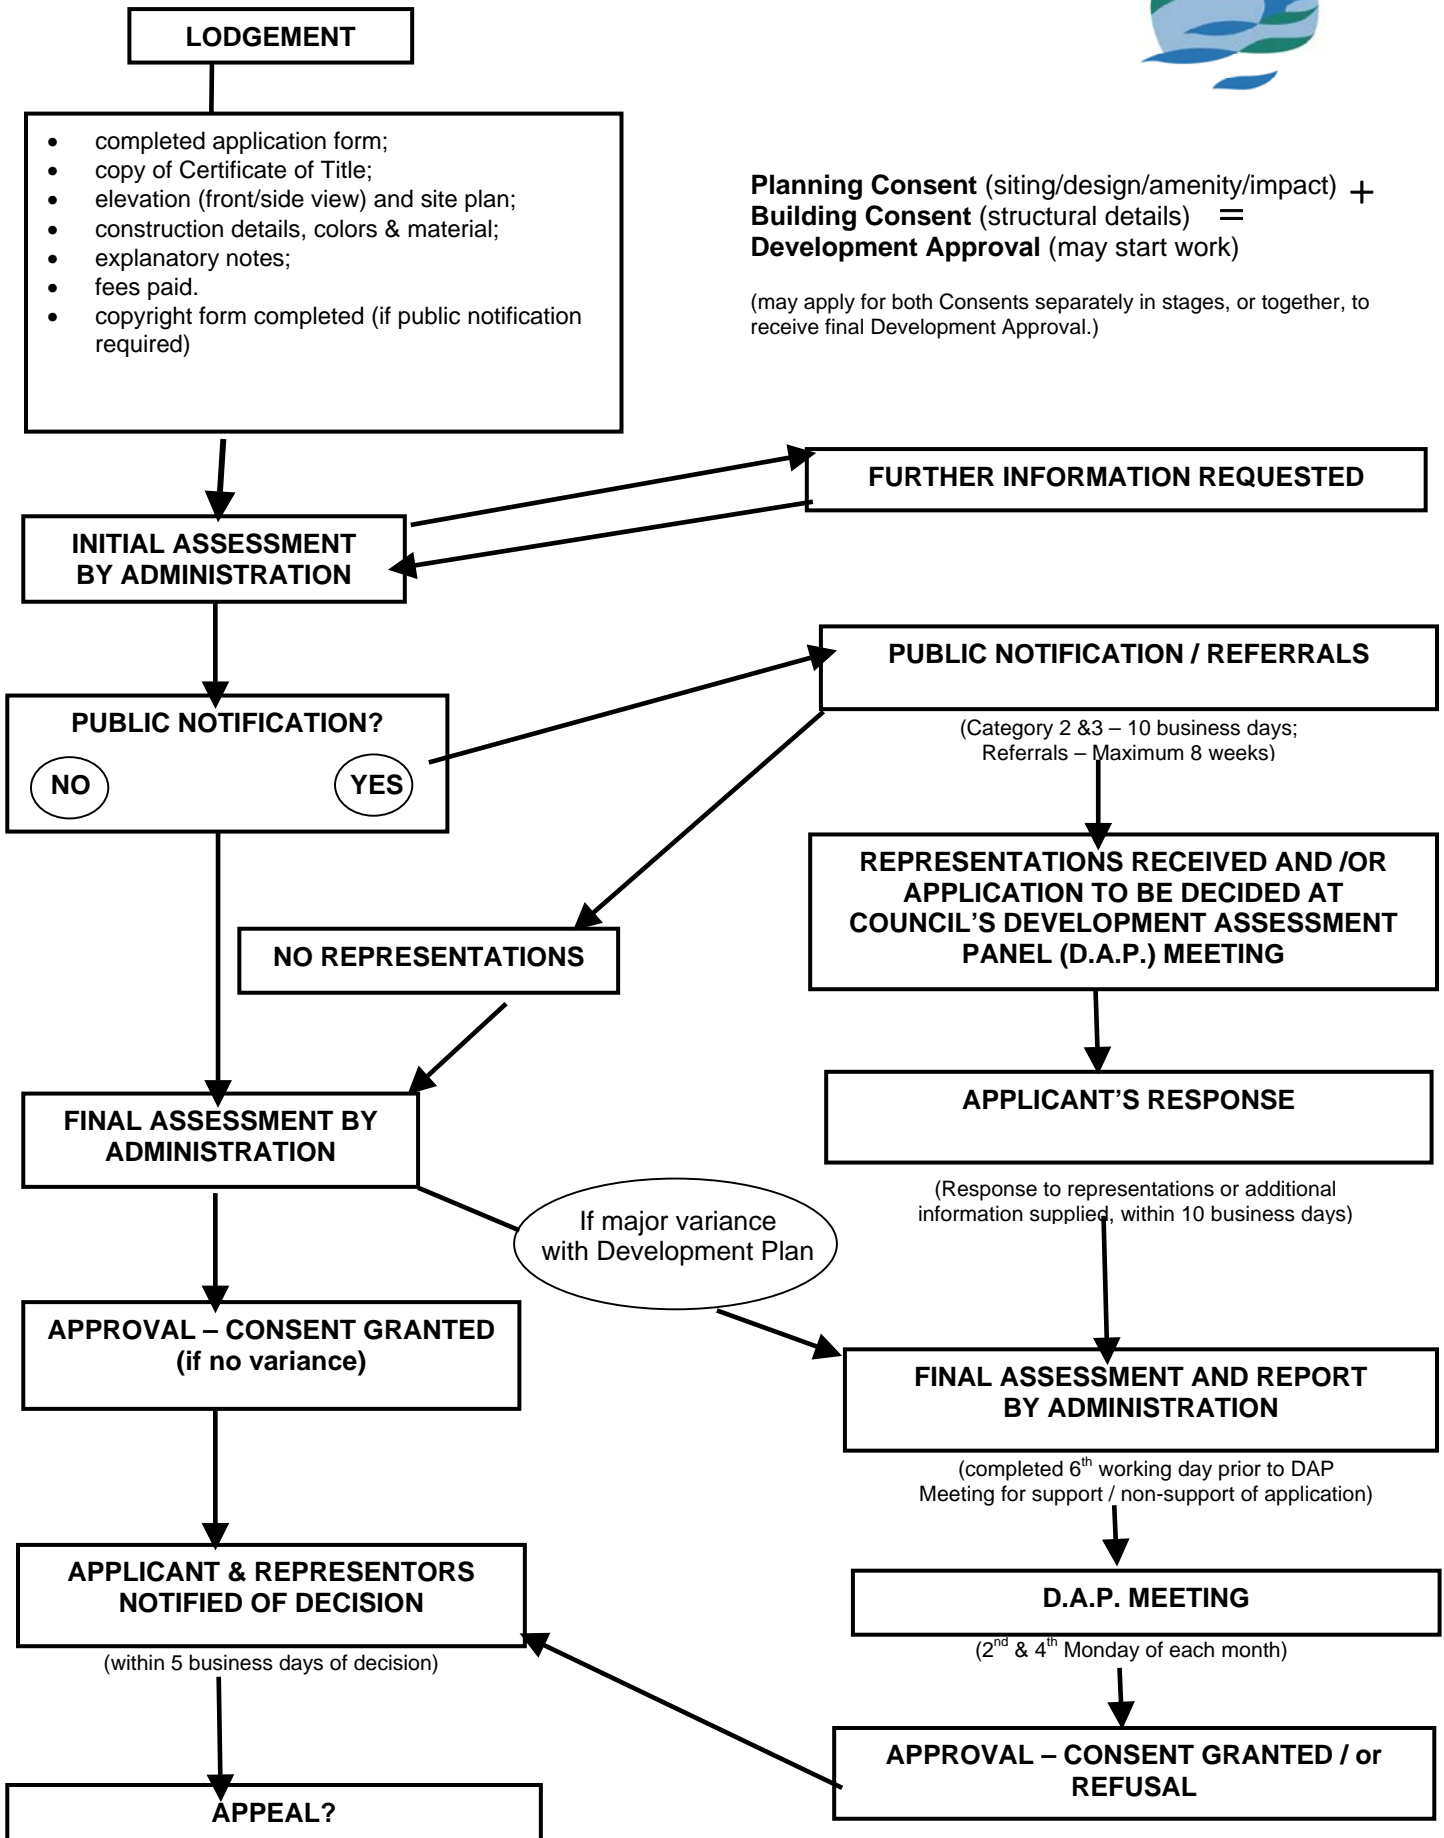 LODGEMENT
• completed application form;
• copy of Certificate of Title;
• elevation (front/side view) and site plan;
• construction details, colors & material;
• explanatory notes;
• fees paid.
• copyright form completed (if public notification
required)
Planning Consent (siting/design/amenity/impact) +
Building Consent (structural details) =
Development Approval (may start work)
(may apply for both Consents separately in stages, or together, to
receive final Development Approval.)
FURTHER INFORMATION REQUESTED
INITIAL ASSESSMENT
BY ADMINISTRATION
PUBLIC NOTIFICATION / REFERRALS
(Category 2 &3 – 10 business days;
Referrals – Maximum 8 weeks)
PUBLIC NOTIFICATION?
NO YES
REPRESENTATIONS RECEIVED AND /OR
APPLICATION TO BE DECIDED AT
COUNCIL'S DEVELOPMENT ASSESSMENT
PANEL (D.A.P.) MEETING
NO REPRESENTATIONS
APPLICANT'S RESPONSE
(Response to representations or additional
information supplied, within 10 business days)
FINAL ASSESSMENT BY
ADMINISTRATION
If major variance
with Development Plan
APPROVAL – CONSENT GRANTED
(if no variance)
FINAL ASSESSMENT AND REPORT
BY ADMINISTRATION
(completed 6th working day prior to DAP
Meeting for support / non-support of application)
APPLICANT & REPRESENTORS
NOTIFIED OF DECISION
(within 5 business days of decision)
D.A.P. MEETING
(2nd & 4th Monday of each month)
APPROVAL – CONSENT GRANTED / or
REFUSAL
APPEAL?